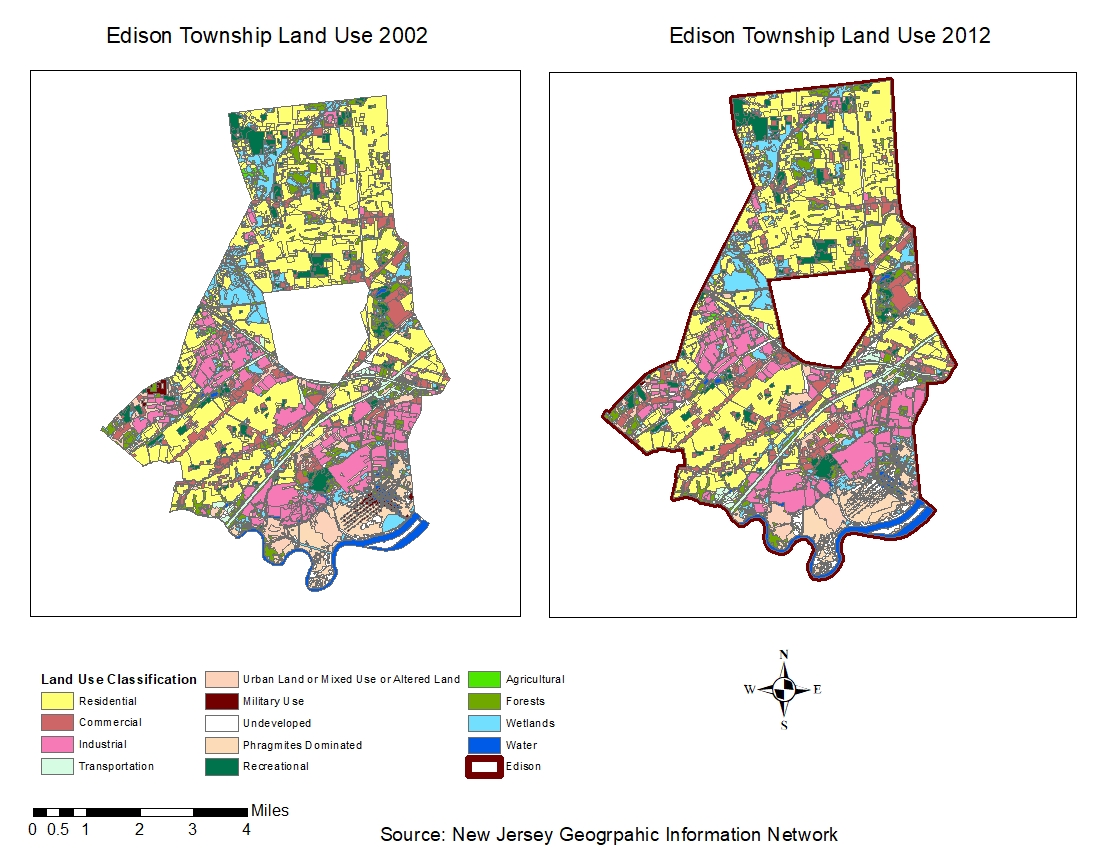 Edison Township Land Use 2002
Edison Township Land Use 2012
Land Use Classification
Residential
Commercial
Industrial
Transportation
Urban Land or Mixed Use or Altered Land
Military Use
Undeveloped
Phragmites Dominated
Recreational
Agricultural
Forests
Wetlands
Water
Edison
N
W E
S
Miles
0 0.5 1 2 3 4
Source: New Jersey Geogrpahic Information Network